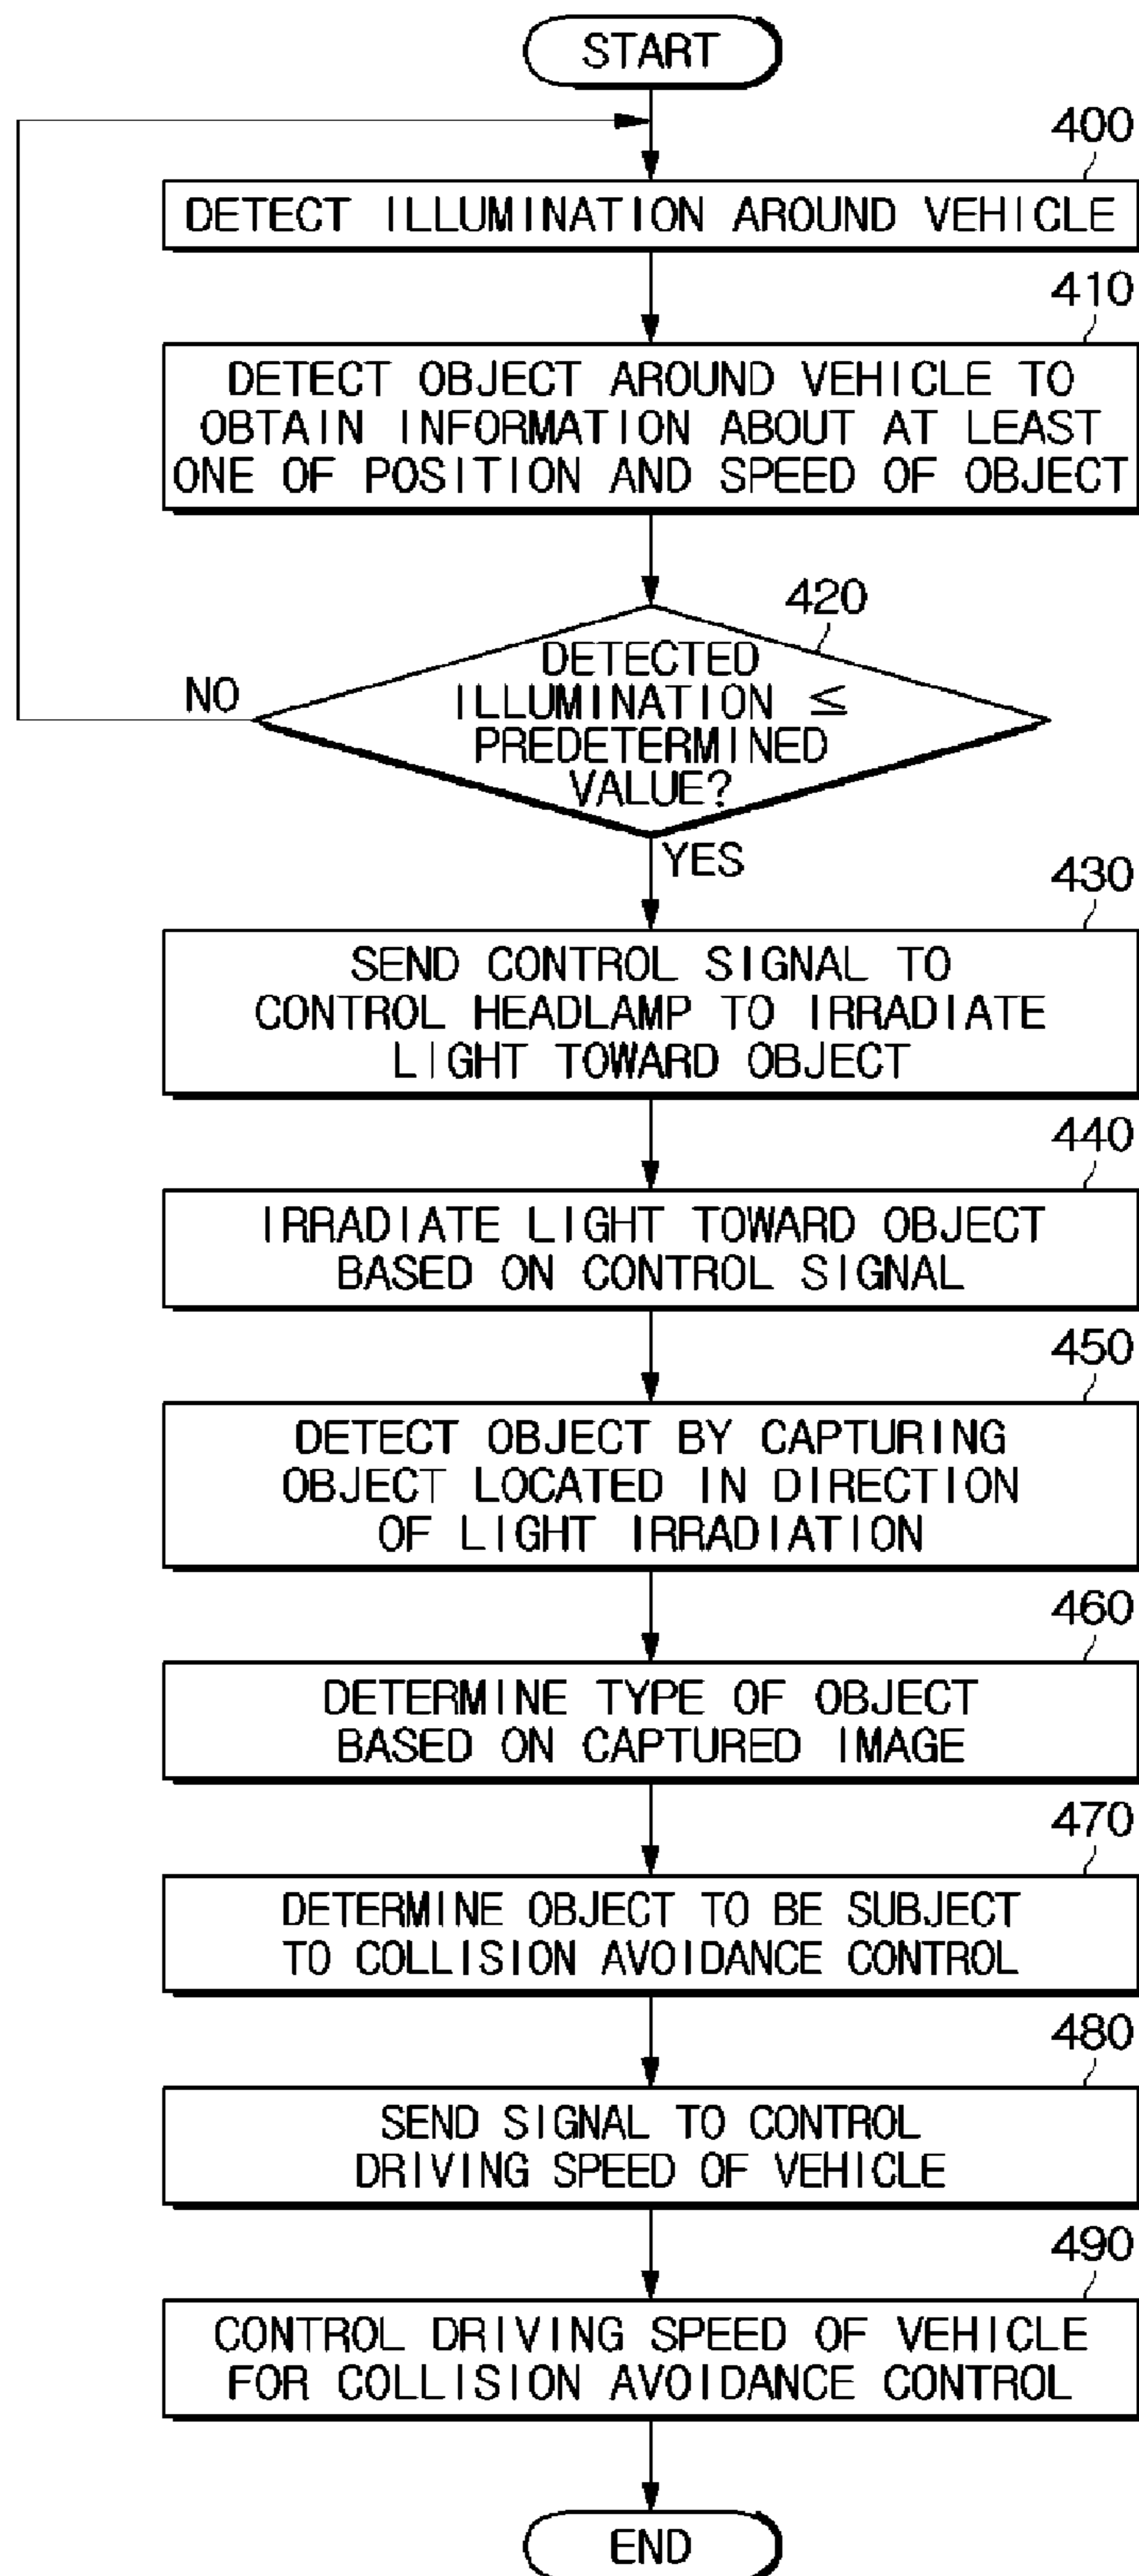 START
400
DETECT ILLUMINATION AROUND VEHICLE
410
DETECT OBJECT AROUND VEHICLE TO
OBTAIN INFORMATION ABOUT AT LEAST
ONE OF POSITION AND SPEED OF OBJECT
420
DETECTED
ILLUMINATION ≤
PREDETERMINED
VALUE?
NO
YES
430
SEND CONTROL SIGNAL TO
CONTROL HEADLAMP TO IRRADIATE
LIGHT TOWARD OBJECT
440
IRRADIATE LIGHT TOWARD OBJECT
BASED ON CONTROL SIGNAL
450
DETECT OBJECT BY CAPTURING
OBJECT LOCATED IN DIRECTION
OF LIGHT IRRADIATION
460
DETERMINE TYPE OF OBJECT
BASED ON CAPTURED IMAGE
470
DETERMINE OBJECT TO BE SUBJECT
TO COLLISION AVOIDANCE CONTROL
480
SEND SIGNAL TO CONTROL
DRIVING SPEED OF VEHICLE
490
CONTROL DRIVING SPEED OF VEHICLE
FOR COLLISION AVOIDANCE CONTROL
END